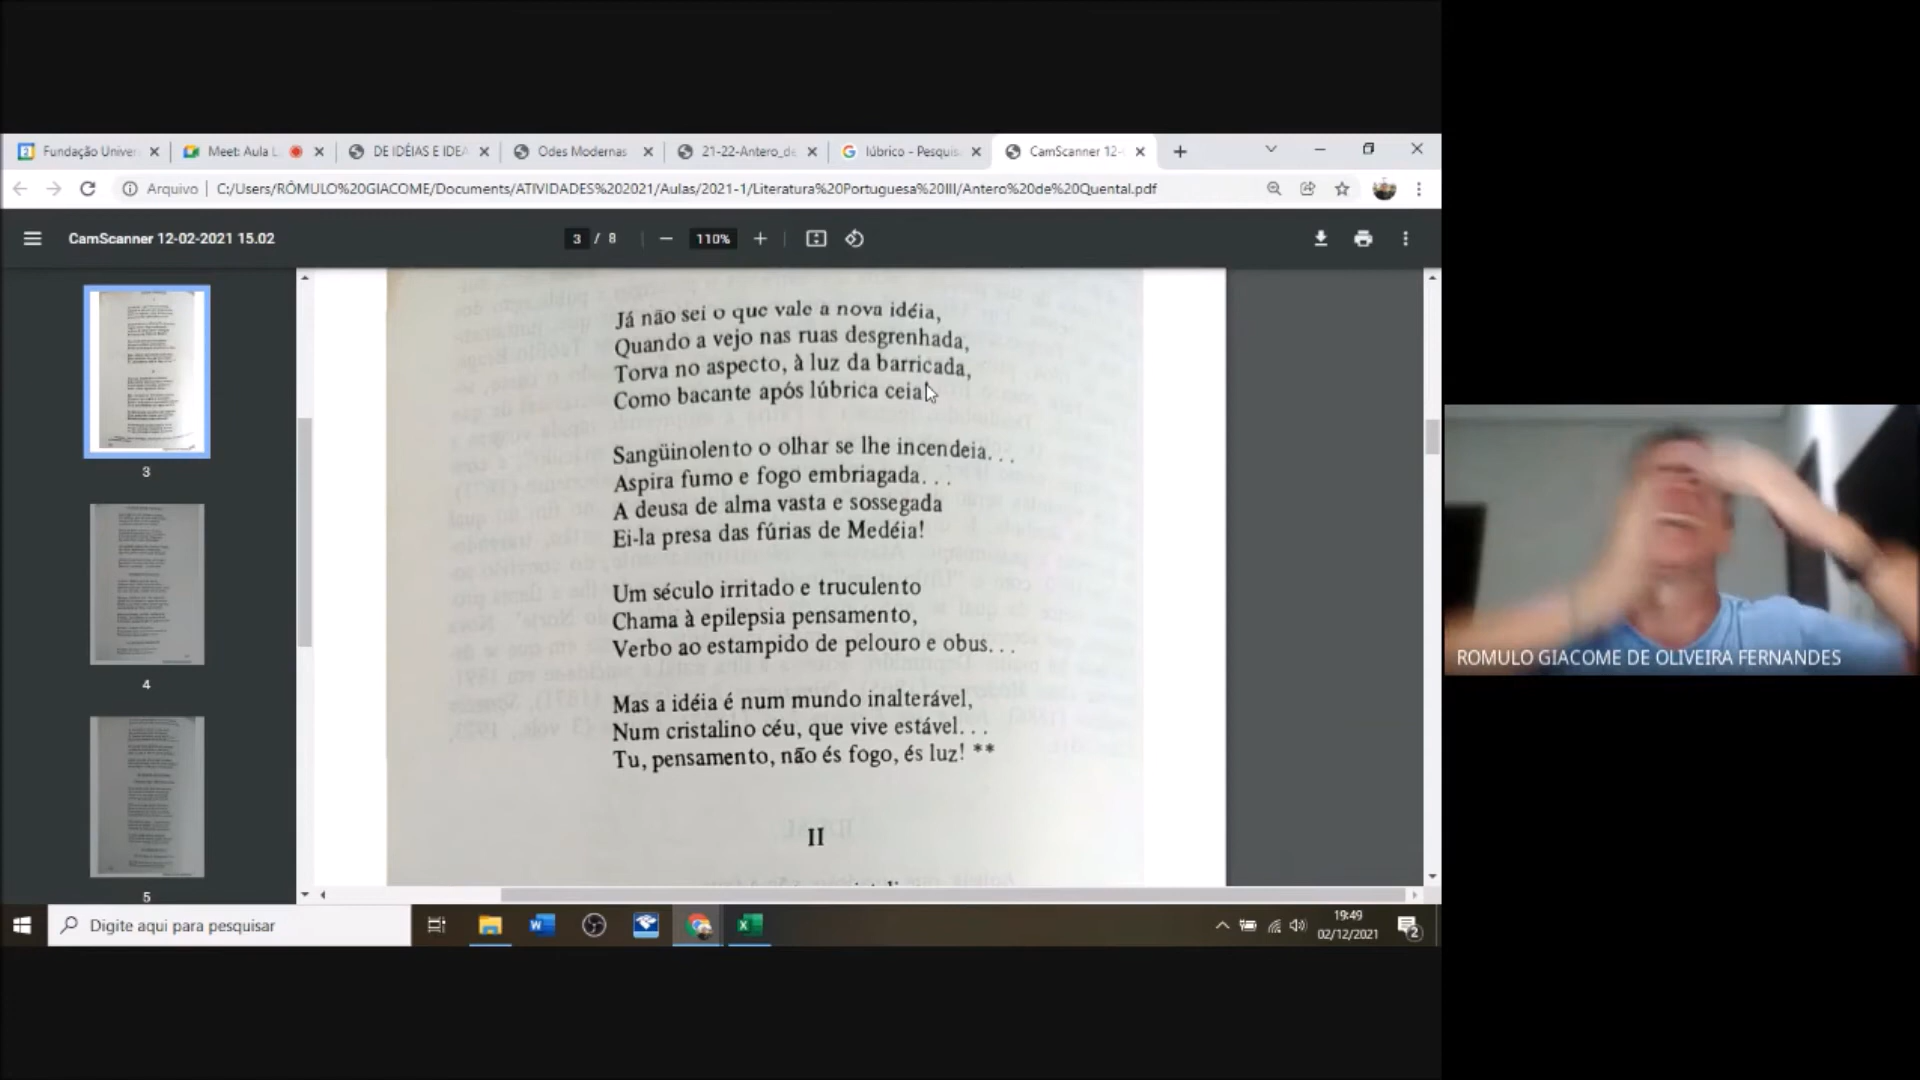 Fundação Univer
Meet: Aula L
DE IDÉIAS E IDEA
Odes Modernas
21-22-Antero_de
lúbrico - Pesquis
CamScanner 12-
Arquivo
C:/Users/RÔMULO%20GIACOME/Documents/ATIVIDADES%202021/Aulas/2021-1/Literatura%20Portuguesa%20III/Antero%20de%20Quental.pdf
CamScanner 12-02-2021 15.02
3 / 8
110%
3
4
5
Já não sei o que vale a nova idéia,
Quando a vejo nas ruas desgrenhada,
Torva no aspecto, à luz da barricada,
Como bacante após lúbrica ceia
Sangüinolento o olhar se lhe incendeia. . .
Aspira fumo e fogo embriagada. . .
A deusa de alma vasta e sossegada
Ei-la presa das fúrias de Medéia!
Um século irritado e truculento
Chama à epilepsia pensamento,
Verbo ao estampido de pelouro e obus. . .
Mas a idéia é num mundo inalterável,
Num cristalino céu, que vive estável. . .
Tu, pensamento, não és fogo, és luz! **
II
ROMULO GIACOME DE OLIVEIRA FERNANDES
Digite aqui para pesquisar
19:49
02/12/2021
2